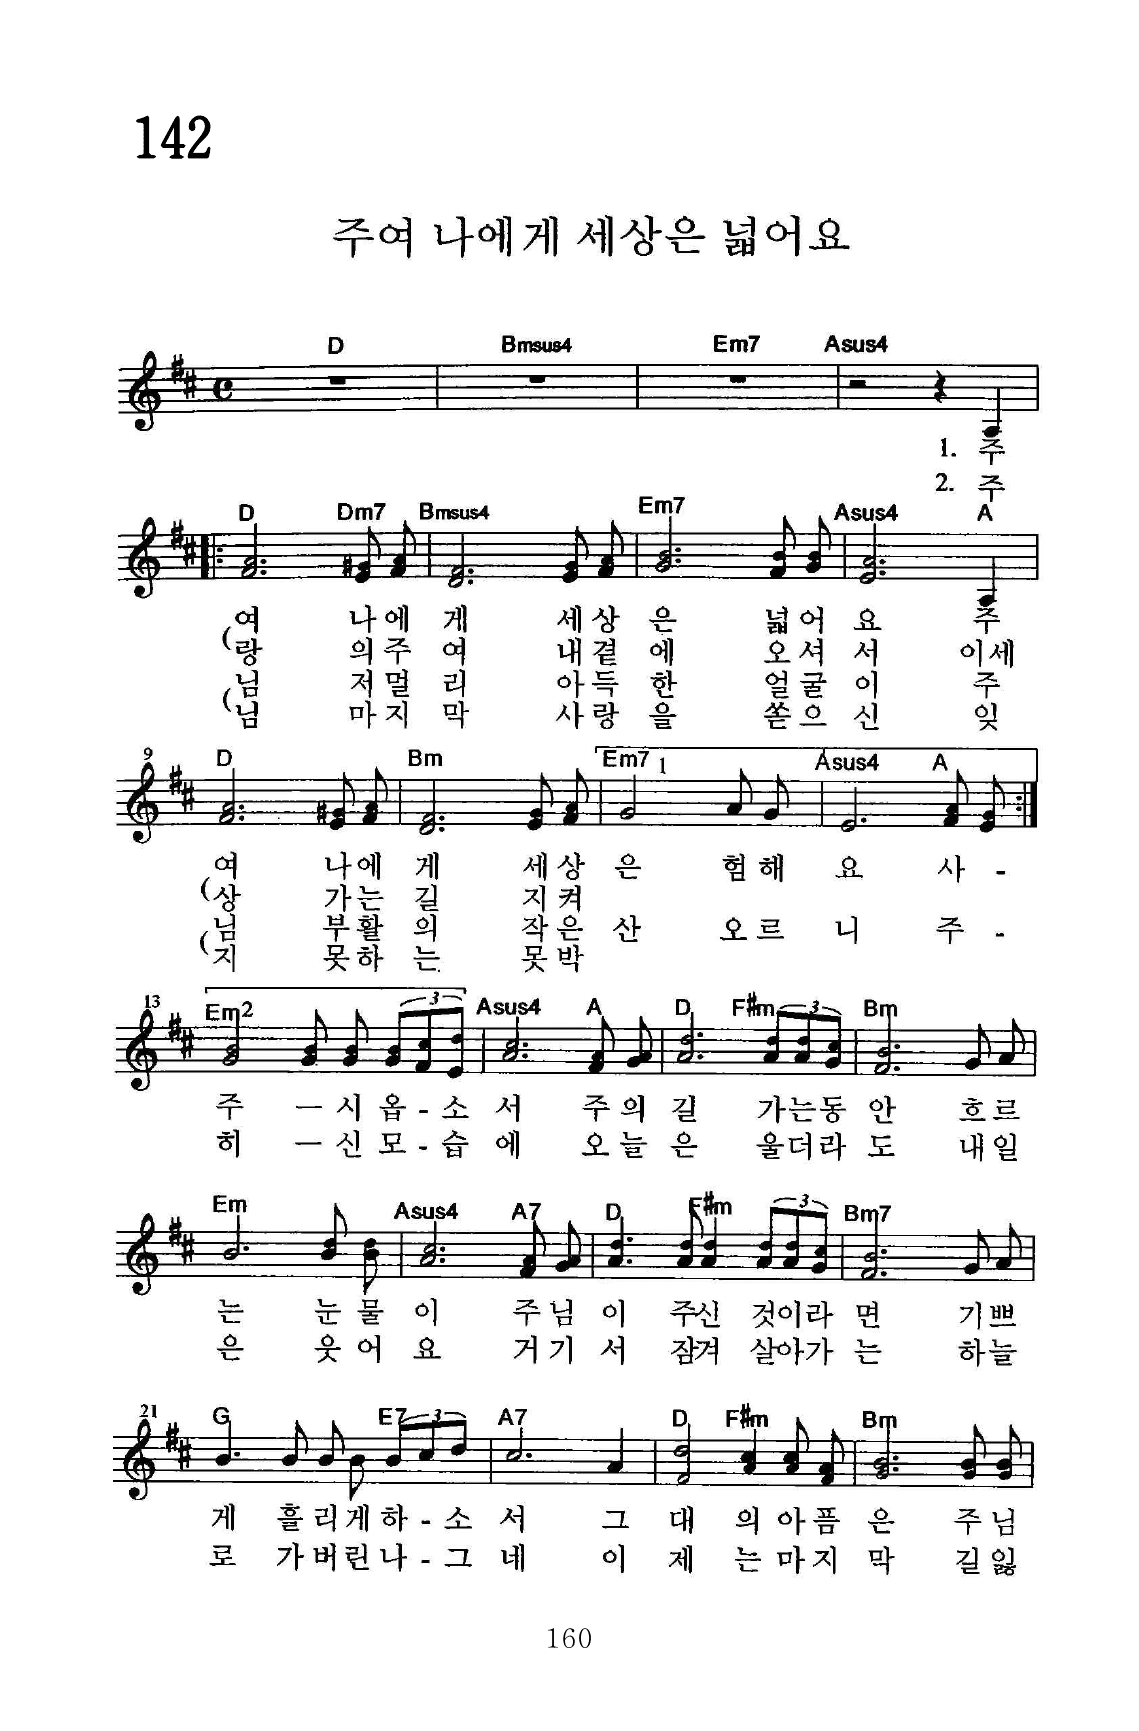 142
주여 나에게 세상은 넓어요
D Bmsus4 Em7 Asus4
1. 주
2. 주
D Dm7 Bmsus4 Em7 Asus4 A
여 나에 게 세상 은 넓어 요 주
(랑 의주 여 내곁 에 오셔 서 이세
님 저멀 리 아득 한 얼굴 이 주
(님 마지 막 사랑 을 쏟으 신 잊
9 D Bm Em7 1 Asus4 A
여 나에 게 세상 은 험해 요 사 -
(상 가는 길 지켜
님 부활 의 작은 산 오르 니 주 -
(지 못하 는 못박
13 Em2 3 Asus4 A D F#m 3 Bm
주 ー 시 옵 - 소 서 주의 길 가는동 안 흐르
히 ー 신 모 - 습 에 오늘 은 울더라 도 내일
Em Asus4 A7 D F#m 3 Bm7
는 눈물 이 주님 이 주신 것이라 면 기쁘
은 웃어 요 거기 서 잠겨 살아가 는 하늘
21 G E7 3 A7 D F#m Bm
게 흘리게하 - 소 서 그 대 의아픔 은 주님
로 가버린나 - 그 네 이 제 는마지 막 길잃
160